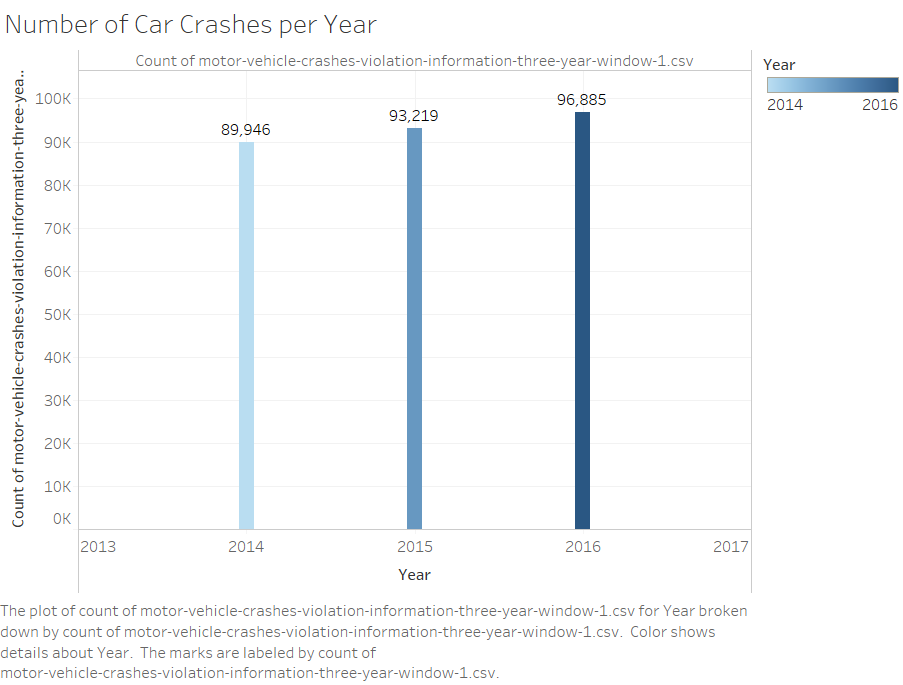 Number of Car Crashes per Year
Count of motor-vehicle-crashes-violation-information-three-year-window-1.csv
Year
2014 2016
Count of motor-vehicle-crashes-violation-information-three-yea..
100K
90K
80K
70K
60K
50K
40K
30K
20K
10K
0K
89,946
93,219
96,885
2013 2014 2015 2016 2017
Year
The plot of count of motor-vehicle-crashes-violation-information-three-year-window-1.csv for Year broken
down by count of motor-vehicle-crashes-violation-information-three-year-window-1.csv.  Color shows
details about Year.  The marks are labeled by count of
motor-vehicle-crashes-violation-information-three-year-window-1.csv.